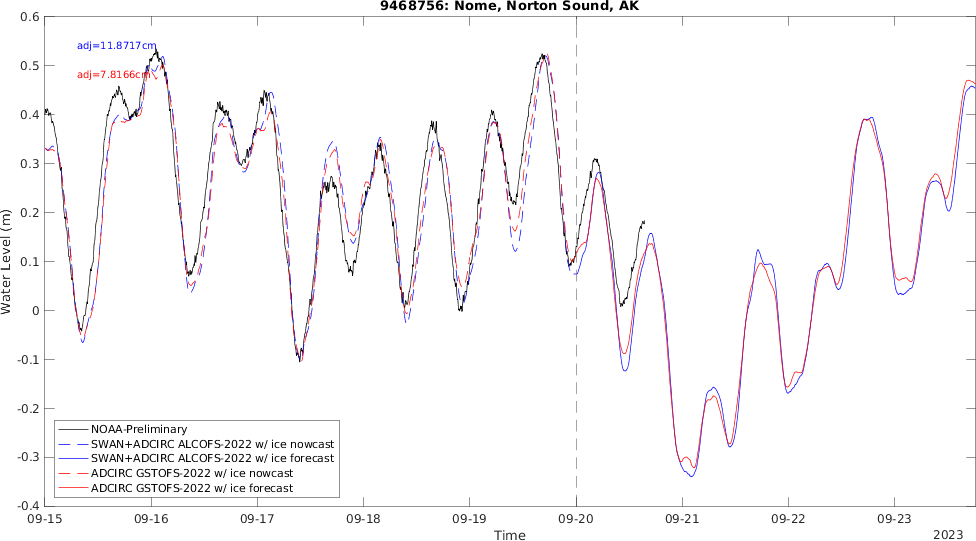 9468756: Nome, Norton Sound, AK
0.6
0.5
0.4
0.3
0.2
0.1
0
-0.1
-0.2
-0.3
-0.4
Water Level (m)
adj=11.8717cm
adj=7.8166cm
NOAA-Preliminary
SWAN+ADCIRC ALCOFS-2022 w/ ice nowcast
SWAN+ADCIRC ALCOFS-2022 w/ ice forecast
ADCIRC GSTOFS-2022 w/ ice nowcast
ADCIRC GSTOFS-2022 w/ ice forecast
09-15 09-16 09-17 09-18 09-19 09-20 09-21 09-22 09-23
Time
2023